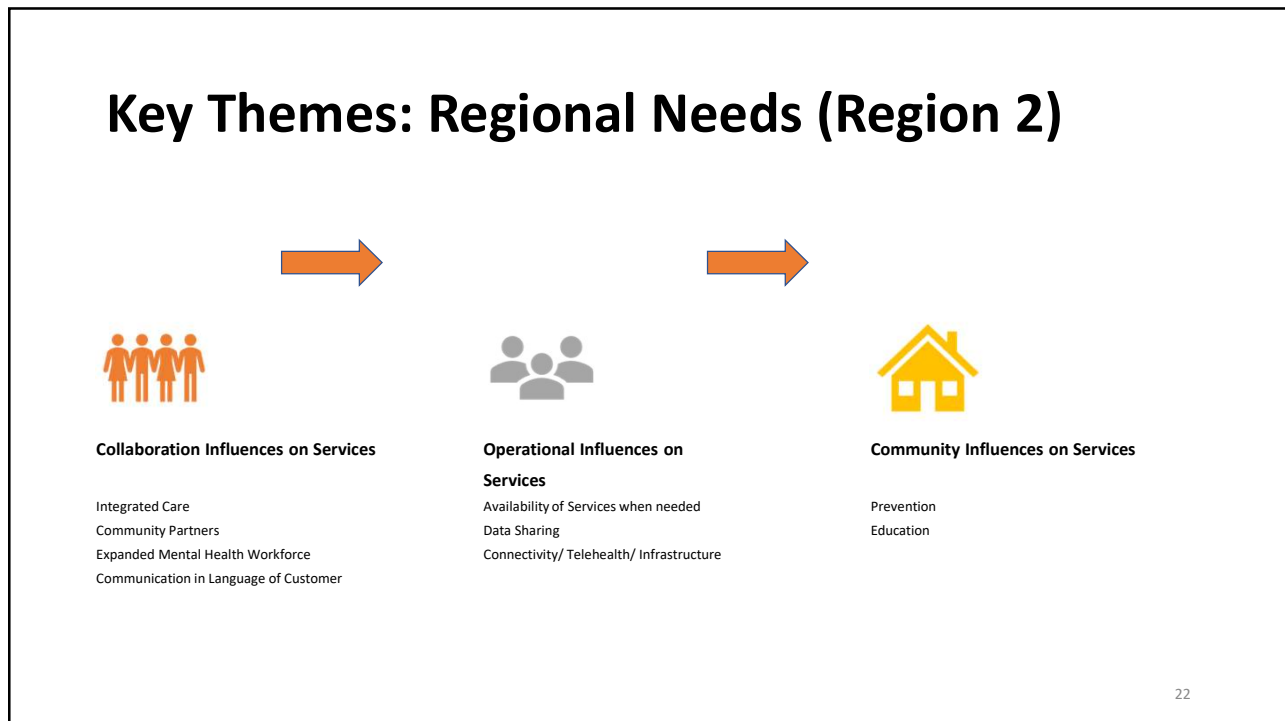 Key Themes: Regional Needs (Region 2)
Collaboration Influences on Services
Integrated Care
Community Partners
Expanded Mental Health Workforce
Communication in Language of Customer
Operational Influences on
Services
Availability of Services when needed
Data Sharing
Connectivity/ Telehealth/ Infrastructure
Community Influences on Services
Prevention
Education
22